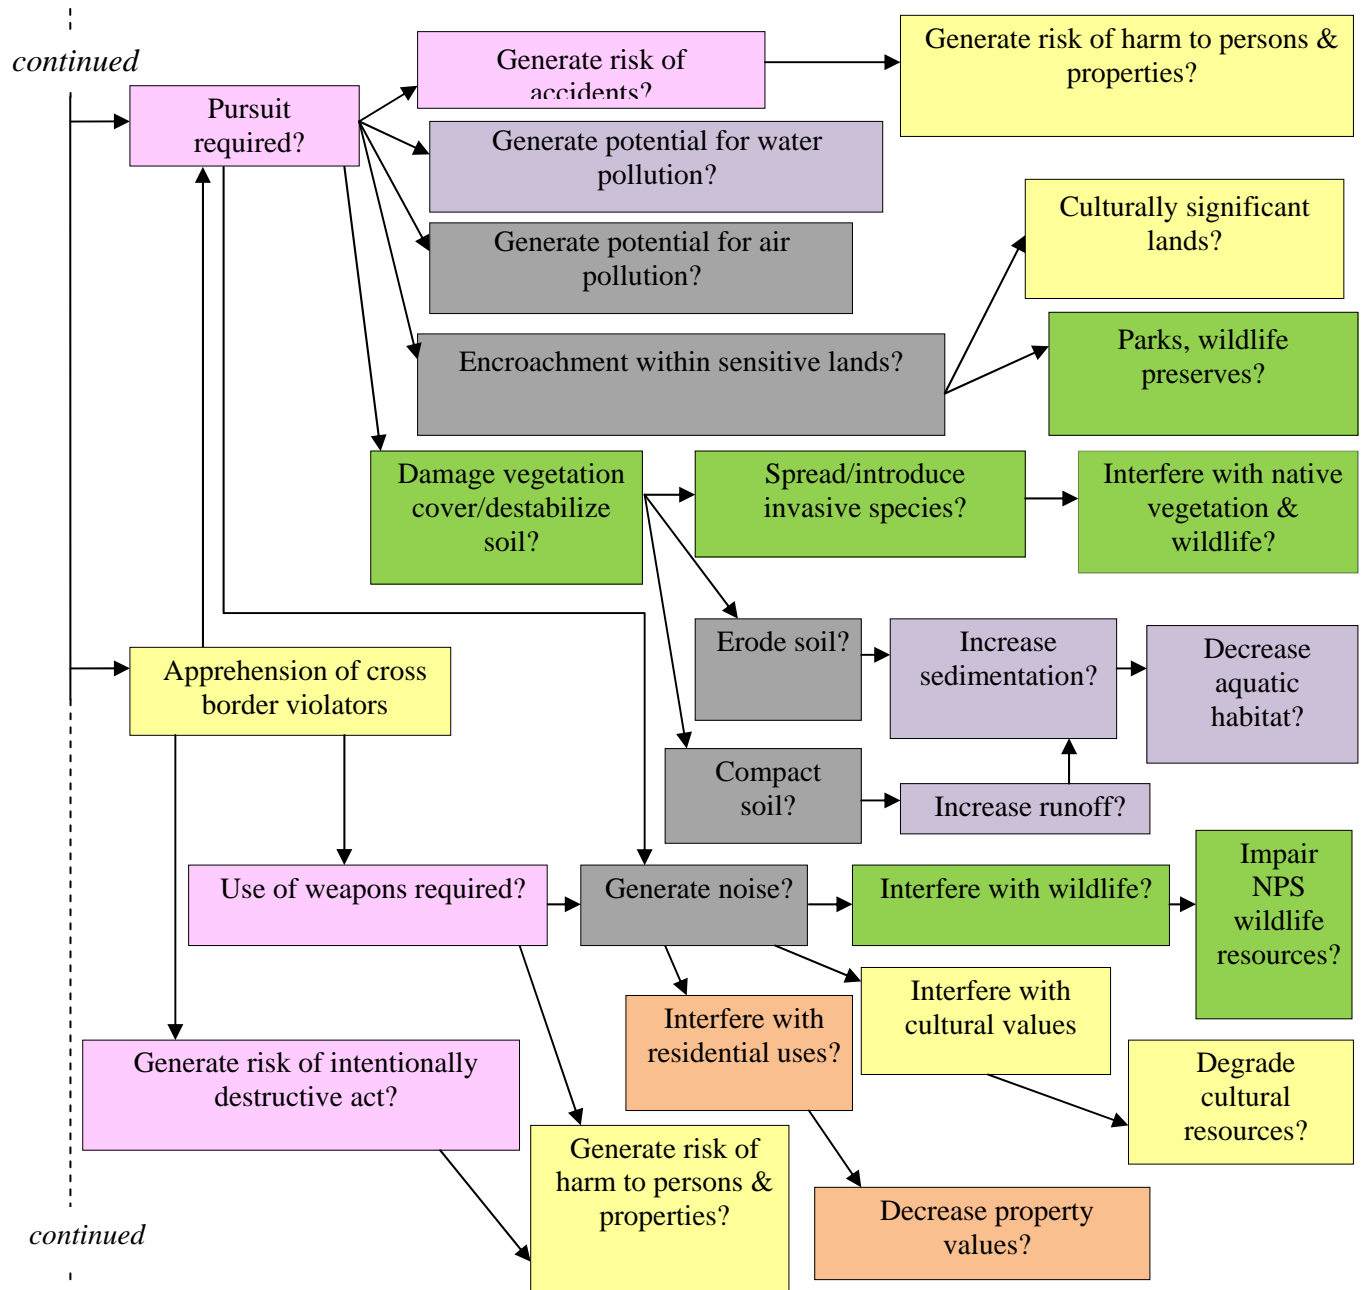 continued
Generate risk of
accidents?
Generate risk of harm to persons &
properties?
Pursuit
required?
Generate potential for water
pollution?
Generate potential for air
pollution?
Culturally significant
lands?
Encroachment within sensitive lands?
Parks, wildlife
preserves?
Damage vegetation
cover/destabilize
soil?
Spread/introduce
invasive species?
Interfere with native
vegetation &
wildlife?
Erode soil?
Increase
sedimentation?
Decrease
aquatic
habitat?
Apprehension of cross
border violators
Compact
soil?
Increase runoff?
Use of weapons required?
Generate noise?
Interfere with wildlife?
Impair
NPS
wildlife
resources?
Interfere with
residential uses?
Interfere with
cultural values
Generate risk of intentionally
destructive act?
Degrade
cultural
resources?
Generate risk of
harm to persons &
properties?
Decrease property
values?
continued